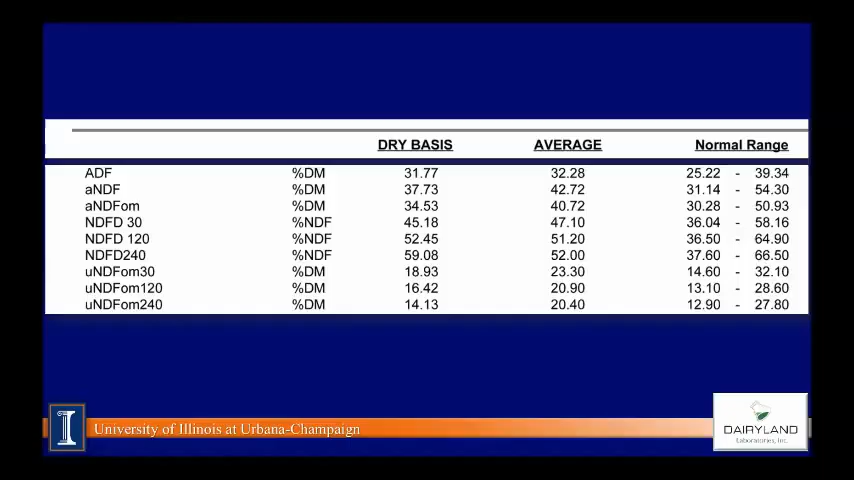 DRY BASIS AVERAGE Normal Range
ADF %DM 31.77 32.28 25.22 - 39.34
aNDF %DM 37.73 42.72 31.14 - 54.30
aNDFom %DM 34.53 40.72 30.28 - 50.93
NDFD 30 %NDF 45.18 47.10 36.04 - 58.16
NDFD 120 %NDF 52.45 51.20 36.50 - 64.90
NDFD240 %NDF 59.08 52.00 37.60 - 66.50
uNDFom30 %DM 18.93 23.30 14.60 - 32.10
uNDFom120 %DM 16.42 20.90 13.10 - 28.60
uNDFom240 %DM 14.13 20.40 12.90 - 27.80
I University of Illinois at Urbana-Champaign
DAIRYLAND
Laboratories, Inc.